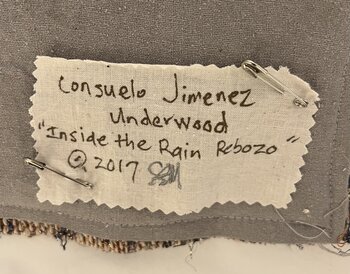 Consuelo Jimenez
Underwood
"Inside the Rain Rebozo"
© 2017